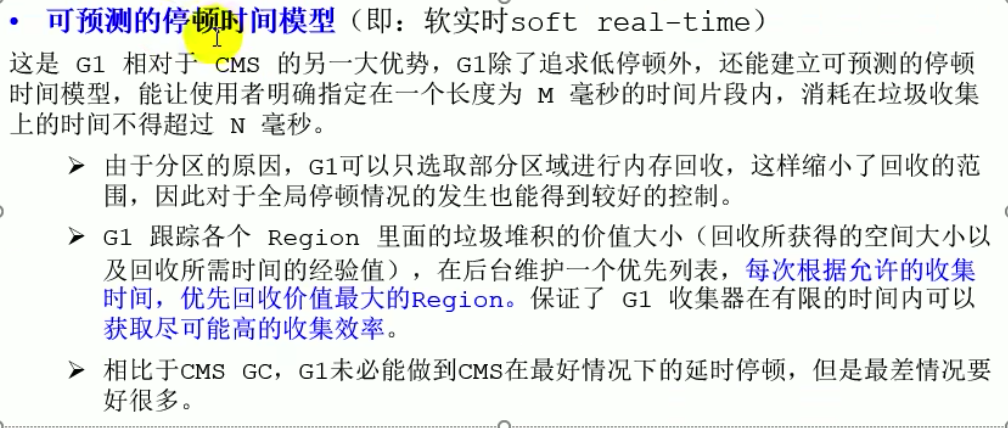 • 可预测的停顿时间模型（即：软实时soft real-time）
这是 G1 相对于 CMS 的另一大优势，G1除了追求低停顿外，还能建立可预测的停顿
时间模型，能让使用者明确指定在一个长度为 M 毫秒的时间片段内，消耗在垃圾收集
上的时间不得超过 N 毫秒。
➢ 由于分区的原因，G1可以只选取部分区域进行内存回收，这样缩小了回收的范
围，因此对于全局停顿情况的发生也能得到较好的控制。
➢ G1 跟踪各个 Region 里面的垃圾堆积的价值大小（回收所获得的空间大小以
及回收所需时间的经验值），在后台维护一个优先列表，每次根据允许的收集
时间，优先回收价值最大的Region。保证了 G1 收集器在有限的时间内可以
获取尽可能高的收集效率。
➢ 相比于CMS GC，G1未必能做到CMS在最好情况下的延时停顿，但是最差情况要
好很多。